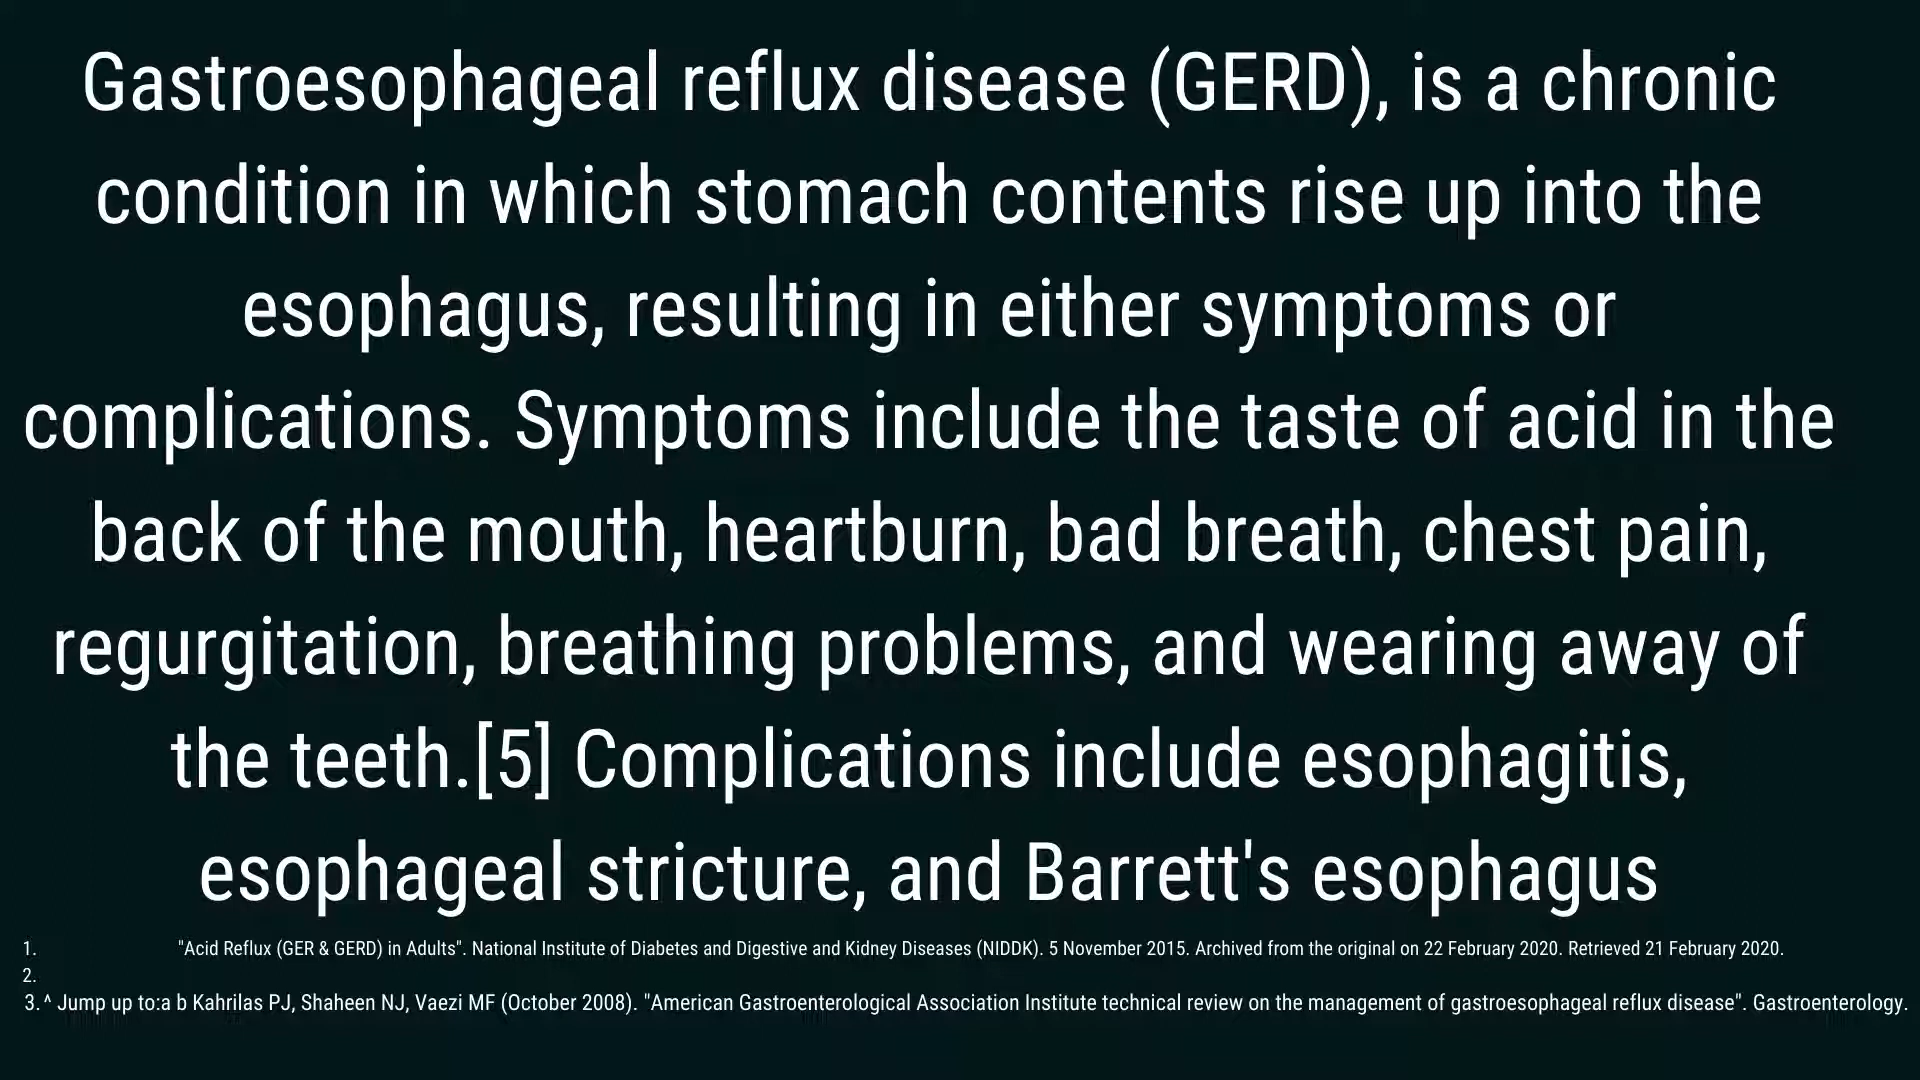 Gastroesophageal reflux disease (GERD), is a chronic
condition in which stomach contents rise up into the
esophagus, resulting in either symptoms or
complications. Symptoms include the taste of acid in the
back of the mouth, heartburn, bad breath, chest pain,
regurgitation, breathing problems, and wearing away of
the teeth.[5] Complications include esophagitis,
esophageal stricture, and Barrett's esophagus
1. "Acid Reflux (GER & GERD) in Adults". National Institute of Diabetes and Digestive and Kidney Diseases (NIDDK). 5 November 2015. Archived from the original on 22 February 2020. Retrieved 21 February 2020.
2.
3. ^ Jump up to:a b Kahrilas PJ, Shaheen NJ, Vaezi MF (October 2008). "American Gastroenterological Association Institute technical review on the management of gastroesophageal reflux disease". Gastroenterology.